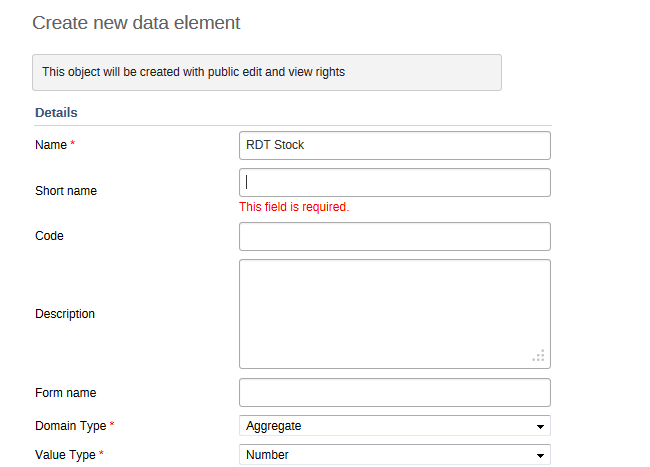 Create new data element
This object will be created with public edit and view rights
Details
Name *
RDT Stock
Short name
This field is required.
Code
Description
Form name
Domain Type *
Aggregate
Value Type *
Number